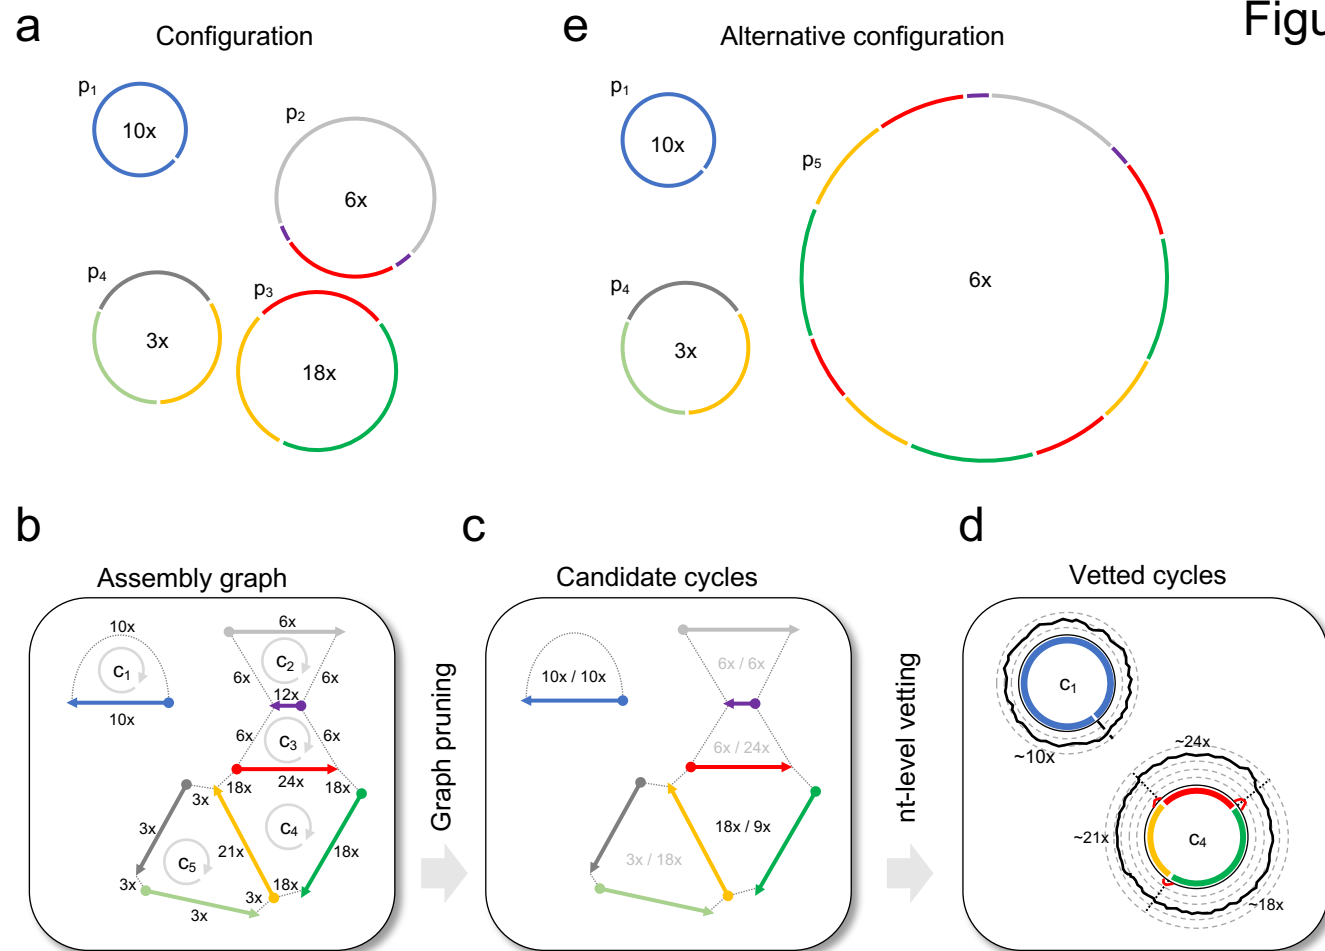 a
Configuration
p1
10x
p2
6x
p4
3x
p3
18x
e
Alternative configuration
Figu
p1
10x
p5
6x
p4
3x
b
Assembly graph
10x
c1
10x
6x
c2
6x
6x
12x
6x
c3
6x
18x
24x
18x
3x
3x
c4
21x
18x
c5
3x
3x
18x
3x
Graph pruning
c
Candidate cycles
10x / 10x
6x / 6x
6x / 24x
18x / 9x
3x / 18x
nt-level vetting
d
Vetted cycles
c1
~10x
~24x
~21x
c4
~18x